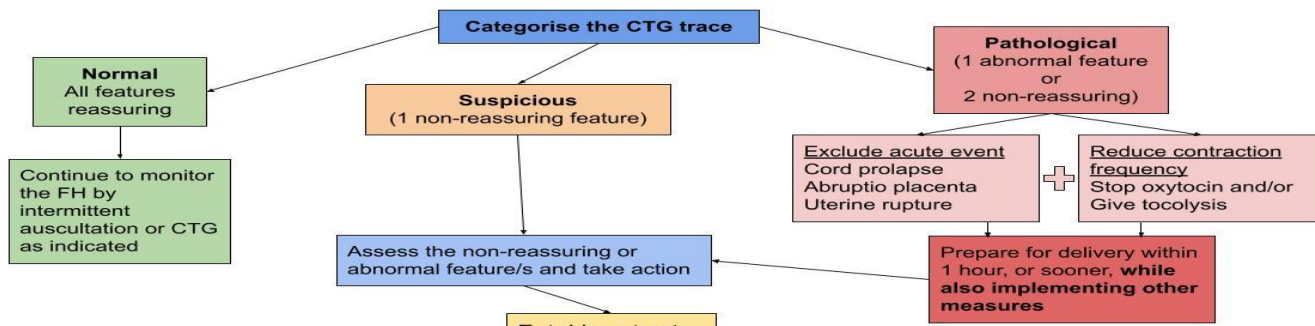 Categorise the CTG trace
Normal
All features
reassuring
Suspicious
(1 non-reassuring feature)
Pathological
(1 abnormal feature
or
2 non-reassuring)
Continue to monitor
the FH by
intermittent
auscultation or CTG
as indicated
Exclude acute event
Cord prolapse
Abruptio placenta
Uterine rupture
Reduce contraction
frequency
Stop oxytocin and/or
Give tocolysis
Assess the non-reassuring or
abnormal feature/s and take action
Prepare for delivery within
1 hour, or sooner, while
also implementing other
measures